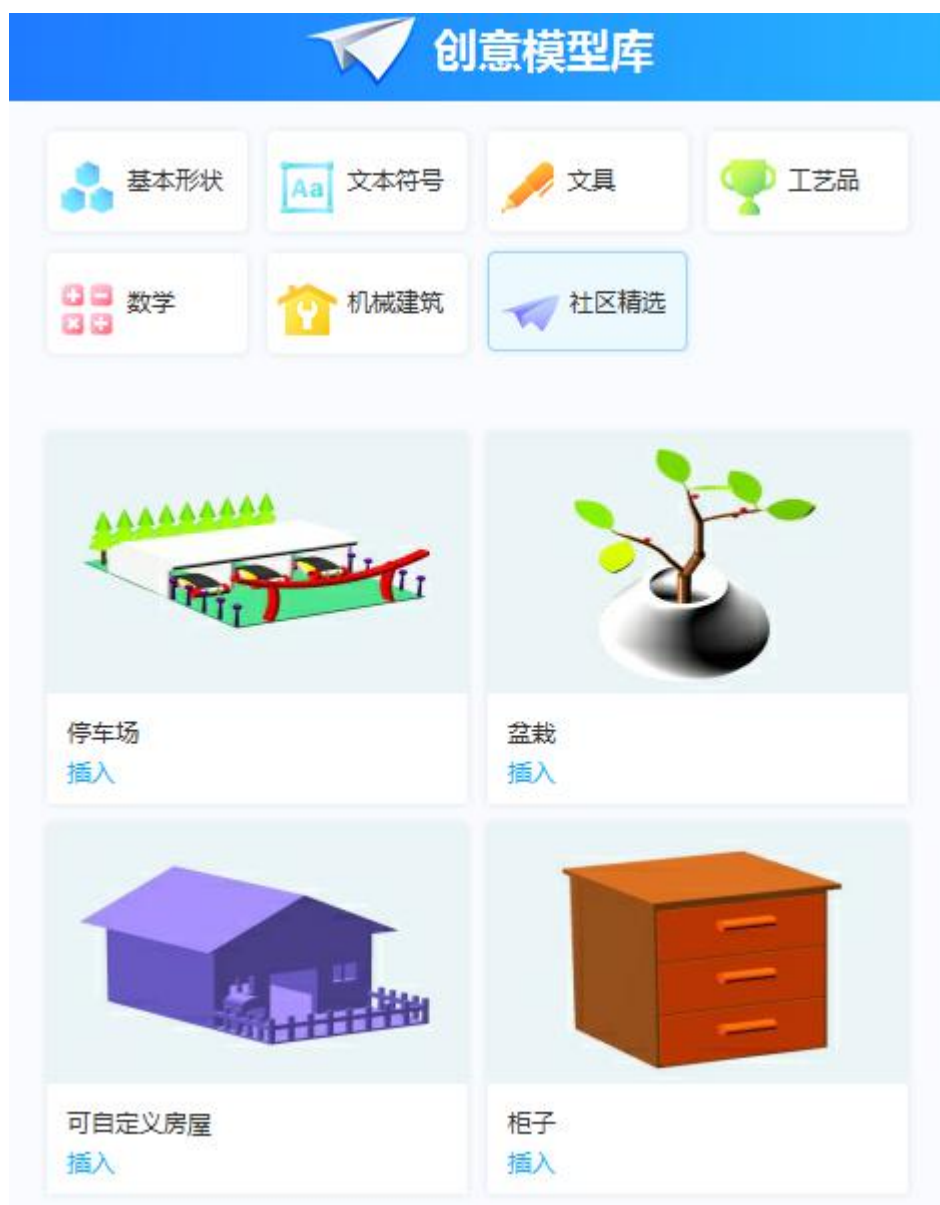 创意模型库
基本形状
Aa 文本符号
文具
工艺品
数学
机械建筑
社区精选
停车场
插入
盆栽
插入
可自定义房屋
插入
柜子
插入